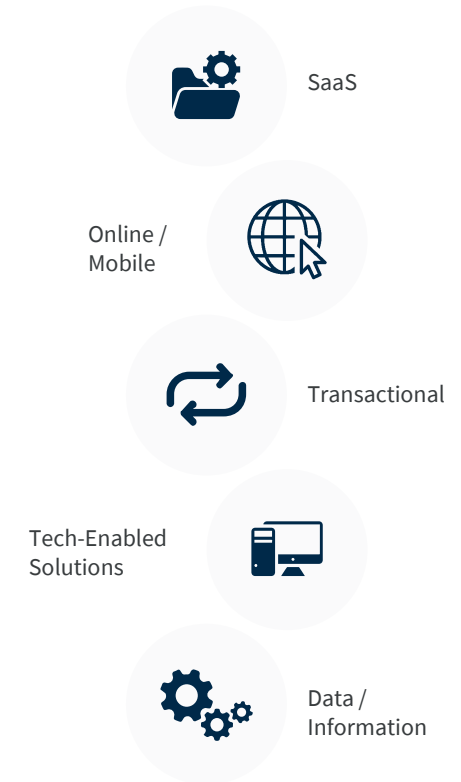 SaaS
Online /
Mobile
Transactional
Tech-Enabled
Solutions
Data /
Information